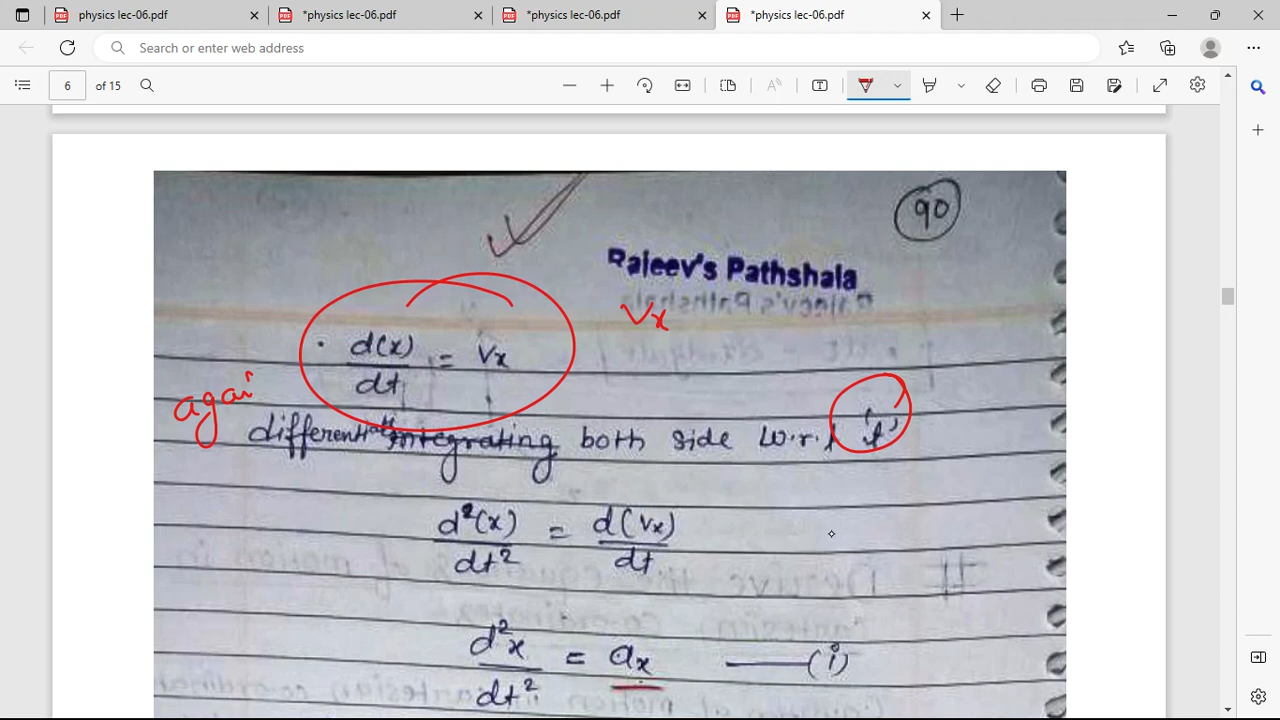 physics lec-06.pdf
*physics lec-06.pdf
*physics lec-06.pdf
*physics lec-06.pdf
Search or enter web address
6 of 15
90
Rajeev's Pathshala
Vx
d(x)/dt = Vx
agai
differentiating integrating both side w.r.t 't'
d²(x)/dt² = d(Vx)/dt
d²x/dt² = ax —— (i)